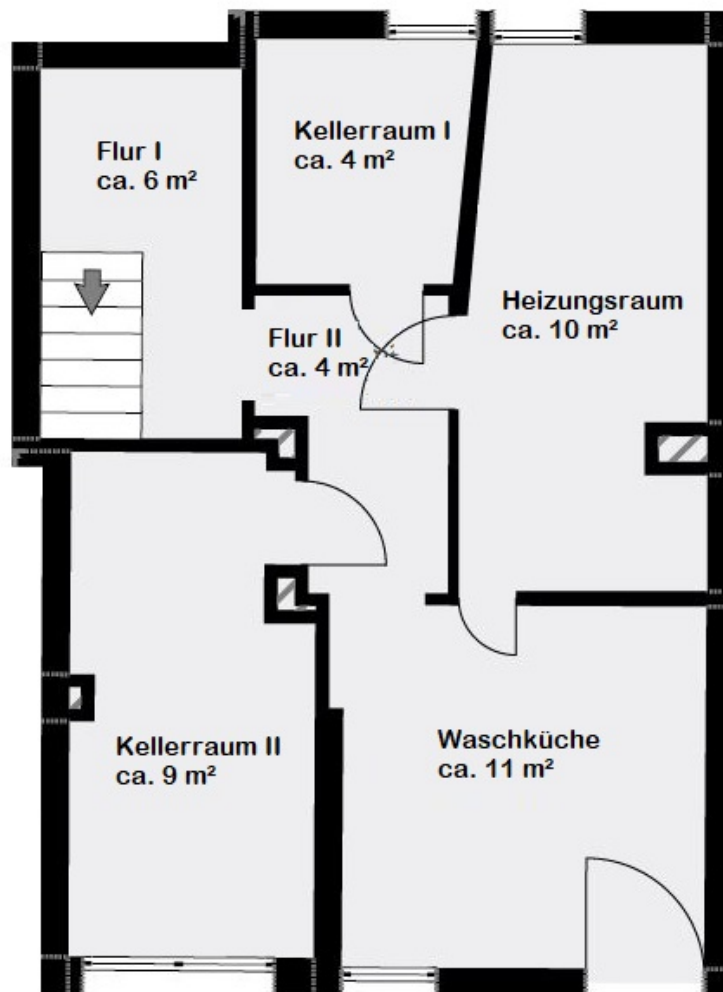 Kellerraum I
ca. 4 m²
Flur I
ca. 6 m²
Heizungsraum
ca. 10 m²
Flur II
ca. 4 m²
Waschküche
ca. 11 m²
Kellerraum II
ca. 9 m²